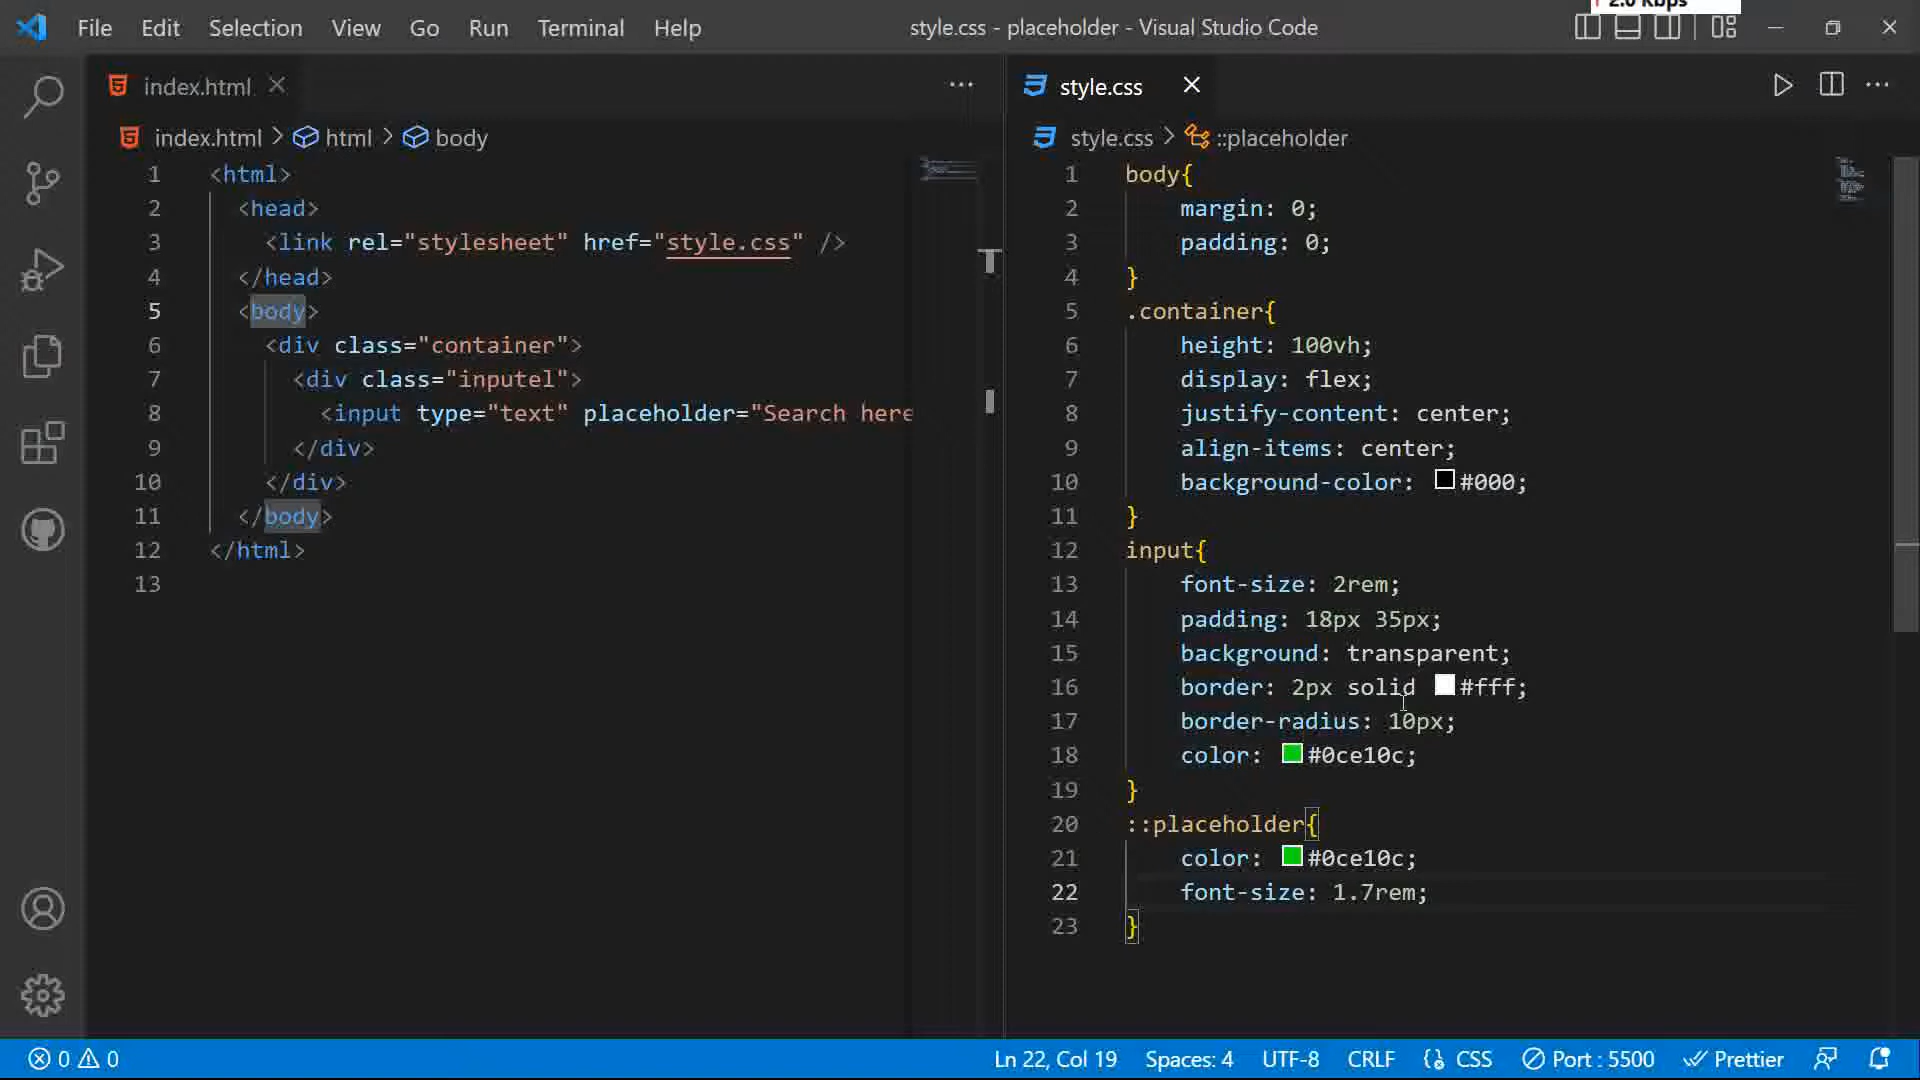 2.0 Kbps
File Edit Selection View Go Run Terminal Help
style.css - placeholder - Visual Studio Code
index.html
index.html > html > body
1 <html>
2 <head>
3 <link rel="stylesheet" href="style.css" />
4 </head>
5 <body>
6 <div class="container">
7 <div class="inputel">
8 <input type="text" placeholder="Search here
9 </div>
10 </div>
11 </body>
12 </html>
13
style.css
style.css > ::placeholder
1 body{
2 margin: 0;
3 padding: 0;
4 }
5 .container{
6 height: 100vh;
7 display: flex;
8 justify-content: center;
9 align-items: center;
10 background-color: #000;
11 }
12 input{
13 font-size: 2rem;
14 padding: 18px 35px;
15 background: transparent;
16 border: 2px solid #fff;
17 border-radius: 10px;
18 color: #0ce10c;
19 }
20 ::placeholder{
21 color: #0ce10c;
22 font-size: 1.7rem;
23 }
0 0
Ln 22, Col 19 Spaces: 4 UTF-8 CRLF CSS Port : 5500 Prettier